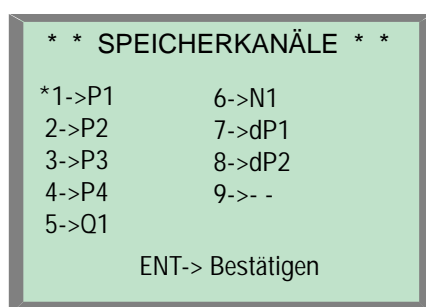 * * SPEICHERKANÄLE * *
*1->P1 6->N1
2->P2 7->dP1
3->P3 8->dP2
4->P4 9->- -
5->Q1
ENT-> Bestätigen